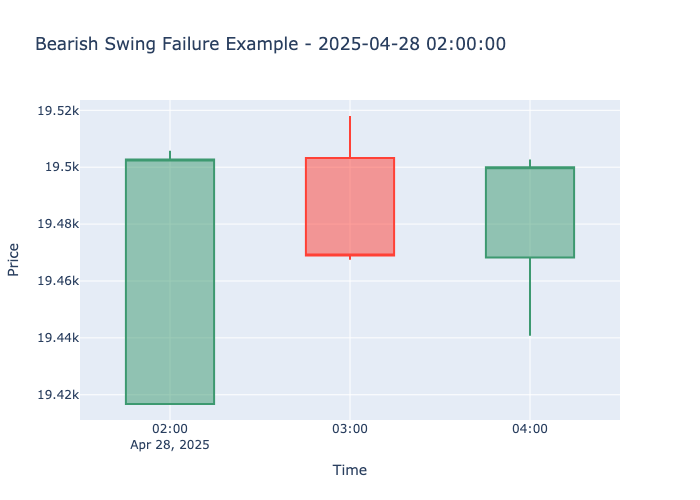 Bearish Swing Failure Example - 2025-04-28 02:00:00
19.52k
19.5k
19.48k
19.46k
19.44k
19.42k
Price
02:00
Apr 28, 2025
03:00
04:00
Time